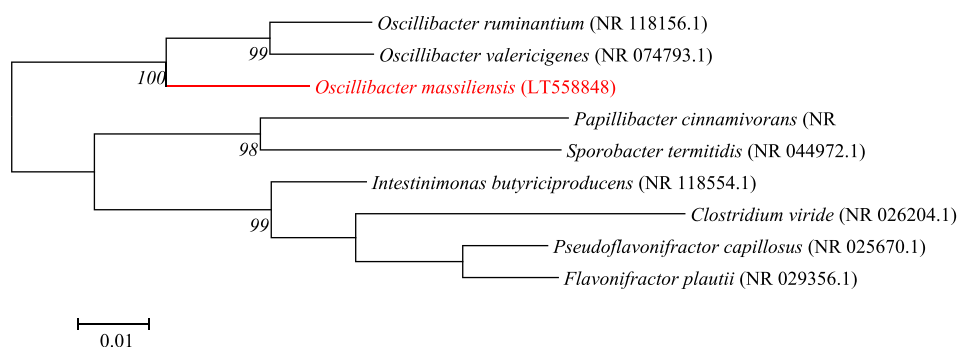 Oscillibacter ruminantium (NR 118156.1)
99
Oscillibacter valericigenes (NR 074793.1)
100
Oscillibacter massiliensis (LT558848)
Papillibacter cinnamivorans (NR
98
Sporobacter termitidis (NR 044972.1)
Intestinimonas butyriciproducens (NR 118554.1)
99
Clostridium viride (NR 026204.1)
Pseudoflavonifractor capillosus (NR 025670.1)
Flavonifractor plautii (NR 029356.1)
0.01